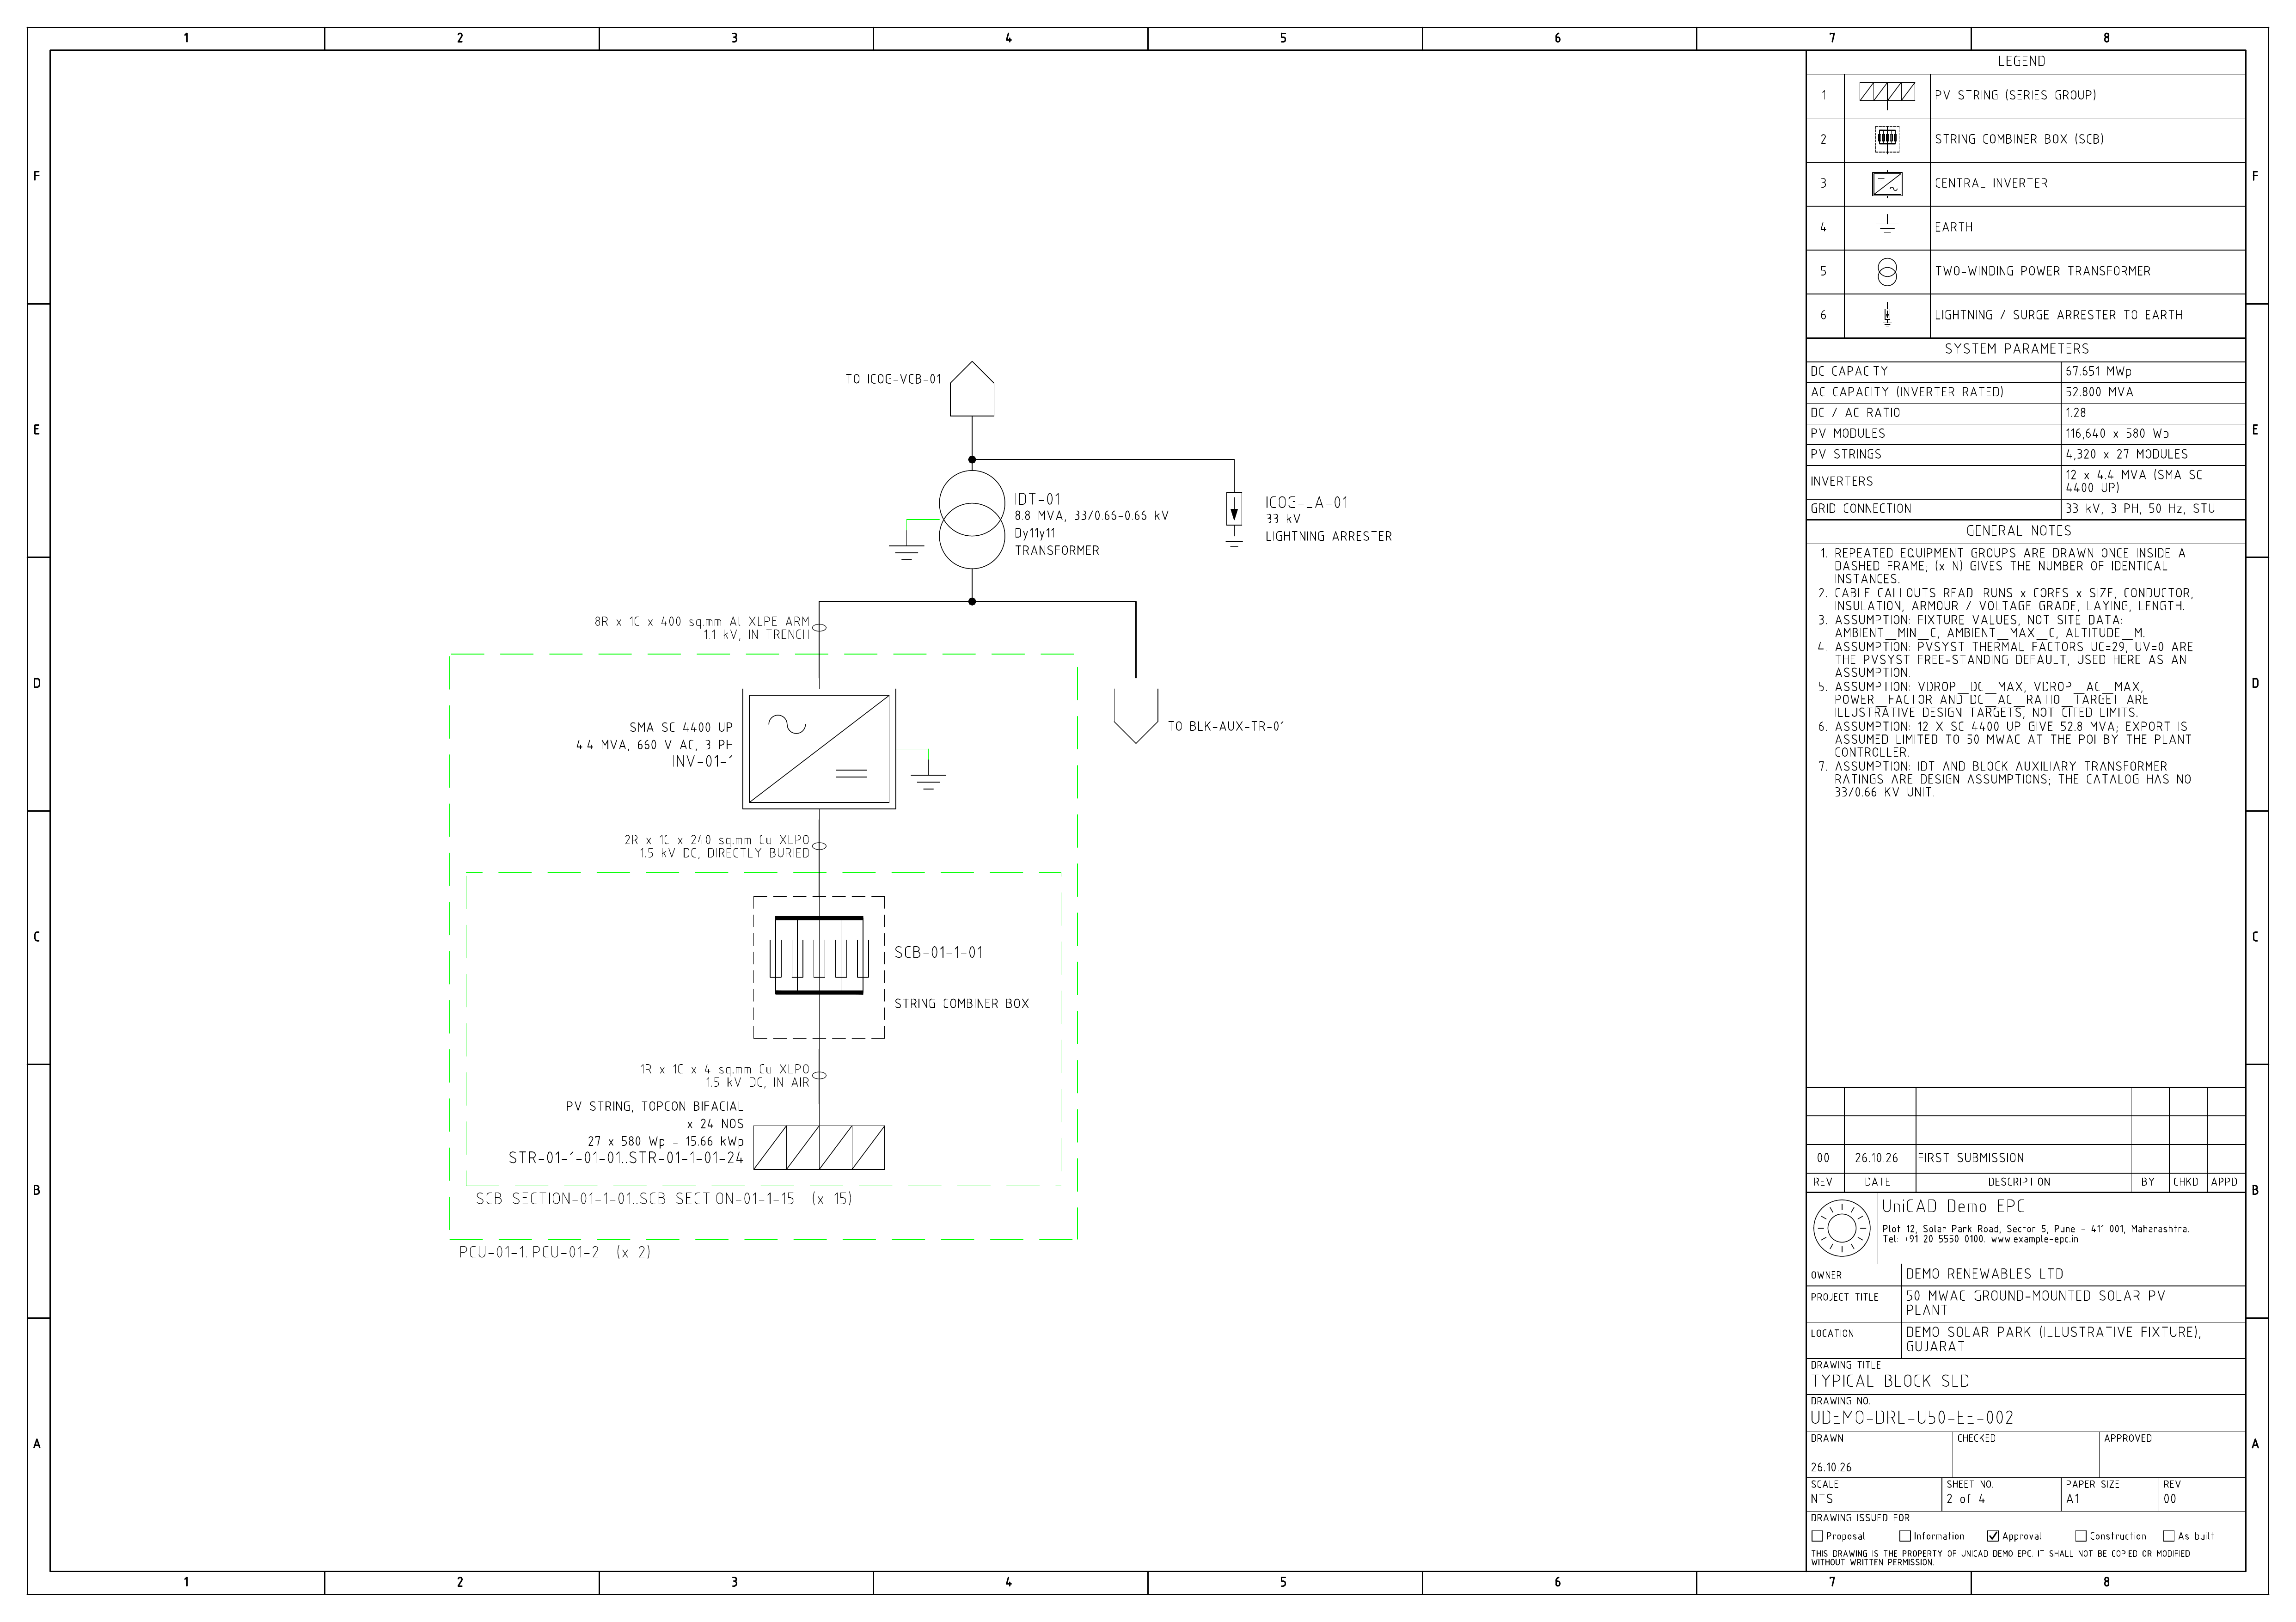 1 2 3 4 5 6 7 8
F
E
D
C
B
A
TO ICOG-VCB-01
IDT-01
8.8 MVA, 33/0.66-0.66 kV
Dy11y11
TRANSFORMER
ICOG-LA-01
33 kV
LIGHTNING ARRESTER
8R x 1C x 400 sq.mm Al XLPE ARM
1.1 kV, IN TRENCH
SMA SC 4400 UP
4.4 MVA, 660 V AC, 3 PH
INV-01-1
TO BLK-AUX-TR-01
2R x 1C x 240 sq.mm Cu XLPO
1.5 kV DC, DIRECTLY BURIED
SCB-01-1-01
STRING COMBINER BOX
1R x 1C x 4 sq.mm Cu XLPO
1.5 kV DC, IN AIR
PV STRING, TOPCON BIFACIAL
x 24 NOS
27 x 580 Wp = 15.66 kWp
STR-01-1-01-01..STR-01-1-01-24
SCB SECTION-01-1-01..SCB SECTION-01-1-15 (x 15)
PCU-01-1..PCU-01-2 (x 2)
LEGEND
1 PV STRING (SERIES GROUP)
2 STRING COMBINER BOX (SCB)
3 CENTRAL INVERTER
4 EARTH
5 TWO-WINDING POWER TRANSFORMER
6 LIGHTNING / SURGE ARRESTER TO EARTH
SYSTEM PARAMETERS
DC CAPACITY 67.651 MWp
AC CAPACITY (INVERTER RATED) 52.800 MVA
DC / AC RATIO 1.28
PV MODULES 116,640 x 580 Wp
PV STRINGS 4,320 x 27 MODULES
INVERTERS 12 x 4.4 MVA (SMA SC
4400 UP)
GRID CONNECTION 33 kV, 3 PH, 50 Hz, STU
GENERAL NOTES
1. REPEATED EQUIPMENT GROUPS ARE DRAWN ONCE INSIDE A
DASHED FRAME; (x N) GIVES THE NUMBER OF IDENTICAL
INSTANCES.
2. CABLE CALLOUTS READ: RUNS x CORES x SIZE, CONDUCTOR,
INSULATION, ARMOUR / VOLTAGE GRADE, LAYING, LENGTH.
3. ASSUMPTION: FIXTURE VALUES, NOT SITE DATA:
AMBIENT_MIN_C, AMBIENT_MAX_C, ALTITUDE_M.
4. ASSUMPTION: PVSYST THERMAL FACTORS UC=29, UV=0 ARE
THE PVSYST FREE-STANDING DEFAULT, USED HERE AS AN
ASSUMPTION.
5. ASSUMPTION: VDROP_DC_MAX, VDROP_AC_MAX,
POWER_FACTOR AND DC_AC_RATIO_TARGET ARE
ILLUSTRATIVE DESIGN TARGETS, NOT CITED LIMITS.
6. ASSUMPTION: 12 X SC 4400 UP GIVE 52.8 MVA; EXPORT IS
ASSUMED LIMITED TO 50 MWAC AT THE POI BY THE PLANT
CONTROLLER.
7. ASSUMPTION: IDT AND BLOCK AUXILIARY TRANSFORMER
RATINGS ARE DESIGN ASSUMPTIONS; THE CATALOG HAS NO
33/0.66 KV UNIT.
00 26.10.26 FIRST SUBMISSION
REV DATE DESCRIPTION BY CHKD APPD
UniCAD Demo EPC
Plot 12, Solar Park Road, Sector 5, Pune - 411 001, Maharashtra.
Tel: +91 20 5550 0100. www.example-epc.in
OWNER DEMO RENEWABLES LTD
PROJECT TITLE 50 MWAC GROUND-MOUNTED SOLAR PV
PLANT
LOCATION DEMO SOLAR PARK (ILLUSTRATIVE FIXTURE),
GUJARAT
DRAWING TITLE
TYPICAL BLOCK SLD
DRAWING NO.
UDEMO-DRL-U50-EE-002
DRAWN CHECKED APPROVED
26.10.26
SCALE SHEET NO. PAPER SIZE REV
NTS 2 of 4 A1 00
DRAWING ISSUED FOR
Proposal Information Approval Construction As built
THIS DRAWING IS THE PROPERTY OF UNICAD DEMO EPC. IT SHALL NOT BE COPIED OR MODIFIED
WITHOUT WRITTEN PERMISSION.
F
E
D
C
B
A
1 2 3 4 5 6 7 8